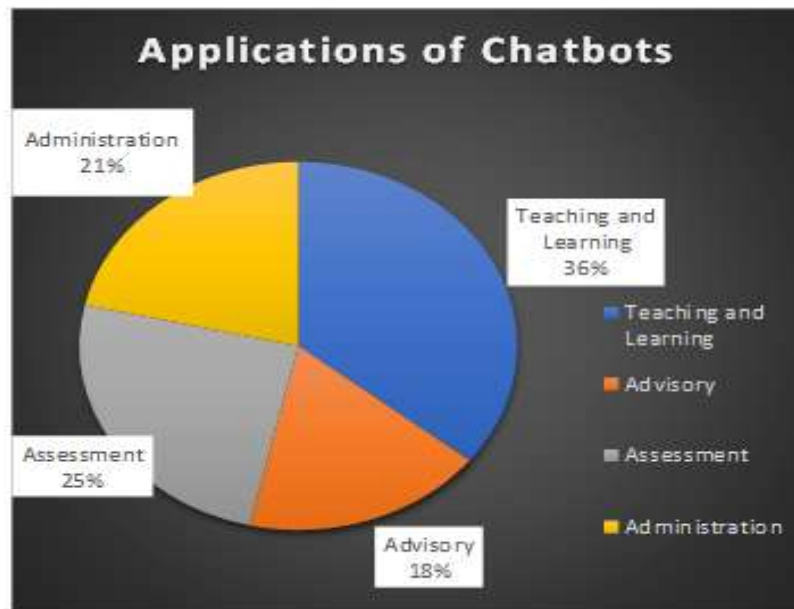 Applications of Chatbots
Administration
21%
Teaching and
Learning
36%
Teaching and
Learning
Advisory
Assessment
Administration
Assessment
25%
Advisory
18%